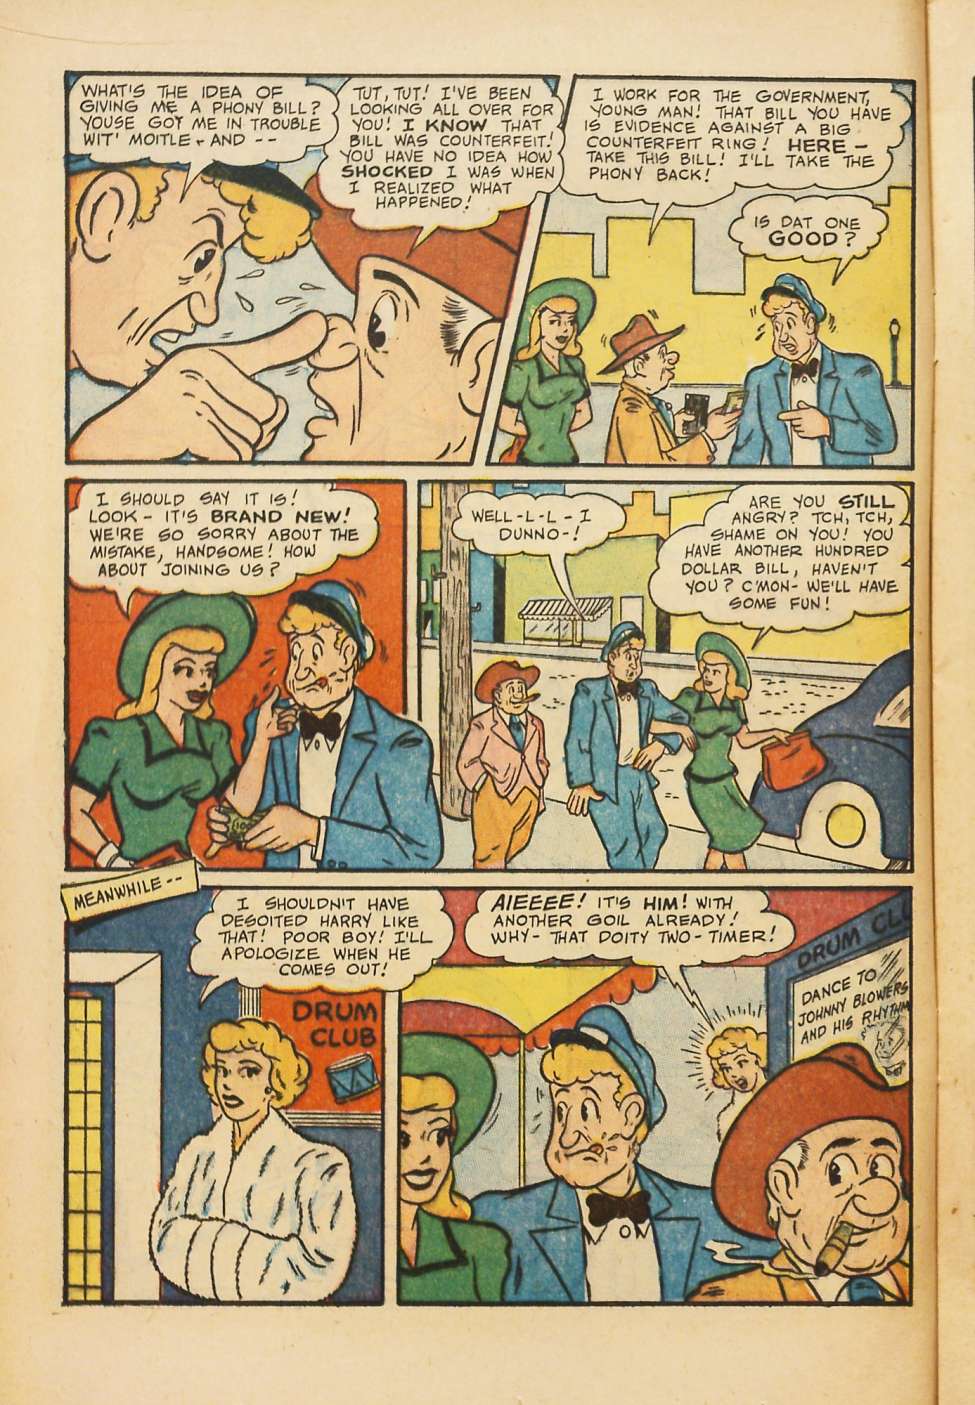 WHAT'S THE IDEA OF
GIVING ME A PHONY BILL?
YOUSE GOT ME IN TROUBLE
WIT' MOITLE - AND --
TUT, TUT! I'VE BEEN
LOOKING ALL OVER FOR
YOU! I KNOW THAT
BILL WAS COUNTERFEIT!
YOU HAVE NO IDEA HOW
SHOCKED I WAS WHEN
I REALIZED WHAT
HAPPENED!
I WORK FOR THE GOVERNMENT,
YOUNG MAN! THAT BILL YOU HAVE
IS EVIDENCE AGAINST A BIG
COUNTERFEIT RING! HERE -
TAKE THIS BILL! I'LL TAKE THE
PHONY BACK!
IS DAT ONE
GOOD?
I SHOULD SAY IT IS!
LOOK - IT'S BRAND NEW!
WE'RE SO SORRY ABOUT THE
MISTAKE, HANDSOME! HOW
ABOUT JOINING US?
WELL-L-L - I
DUNNO-!
ARE YOU STILL
ANGRY? TCH, TCH,
SHAME ON YOU! YOU
HAVE ANOTHER HUNDRED
DOLLAR BILL, HAVEN'T
YOU? C'MON- WE'LL HAVE
SOME FUN!
MEANWHILE --
I SHOULDN'T HAVE
DESOITED HARRY LIKE
THAT! POOR BOY! I'LL
APOLOGIZE WHEN HE
COMES OUT!
DRUM
CLUB
AIEEEE! IT'S HIM! WITH
ANOTHER GOIL ALREADY!
WHY- THAT DOITY TWO-TIMER!
DRUM CLU
DANCE TO
JOHNNY BLOWERS
AND HIS RHYTHM